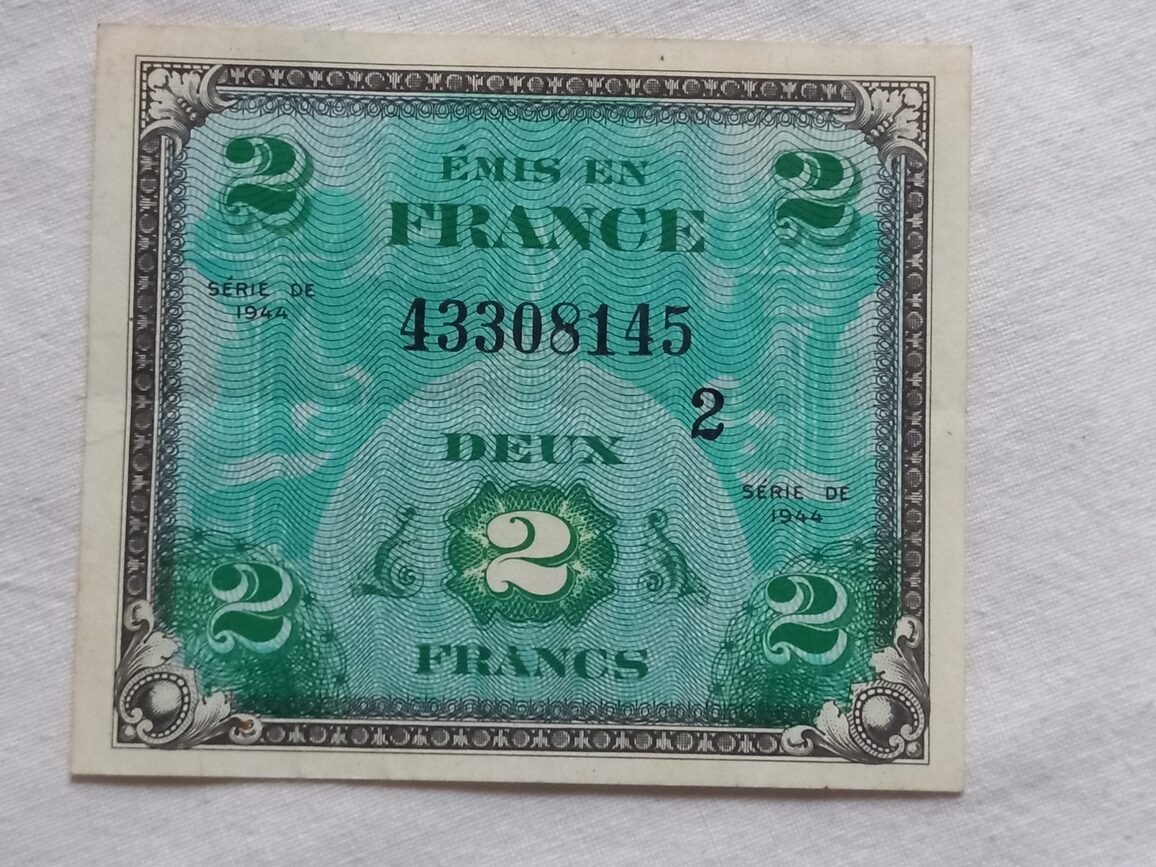 2 ÉMIS EN 2
FRANCE
SÉRIE DE
1944
43308145
2
DEUX
SÉRIE DE
1944
2
2 2
FRANCS